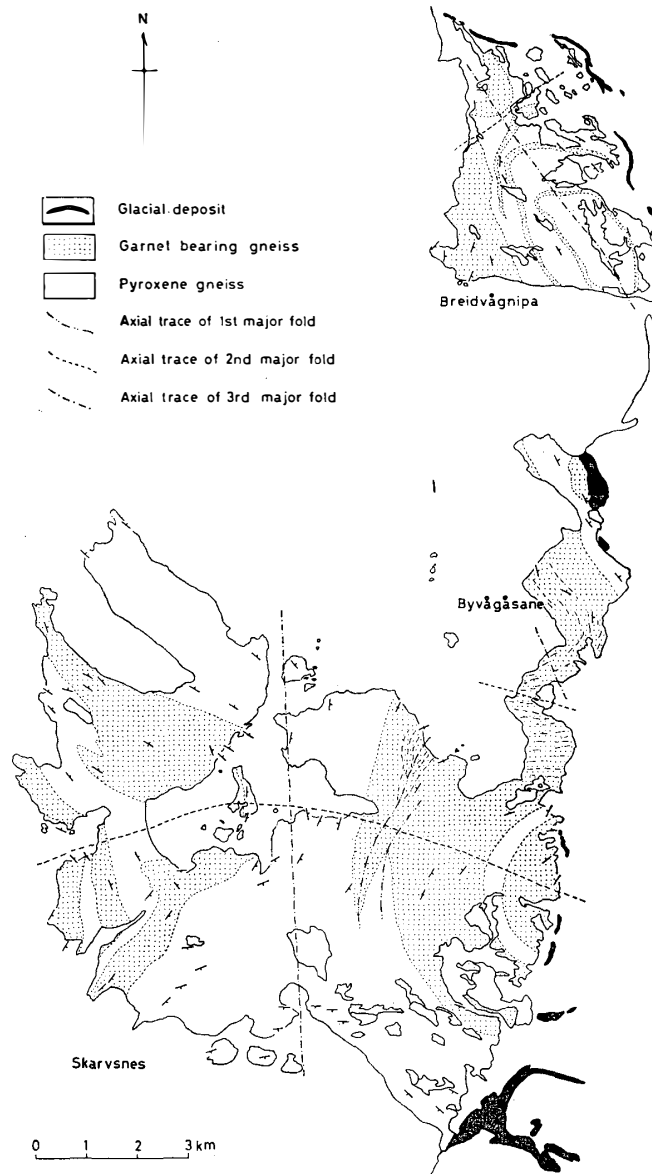 N
Glacial deposit
Garnet bearing gneiss
Pyroxene gneiss
Axial trace of 1st major fold
Axial trace of 2nd major fold
Axial trace of 3rd major fold
Breidvågnipa
Byvågåsane
Skarvsnes
0 1 2 3 km